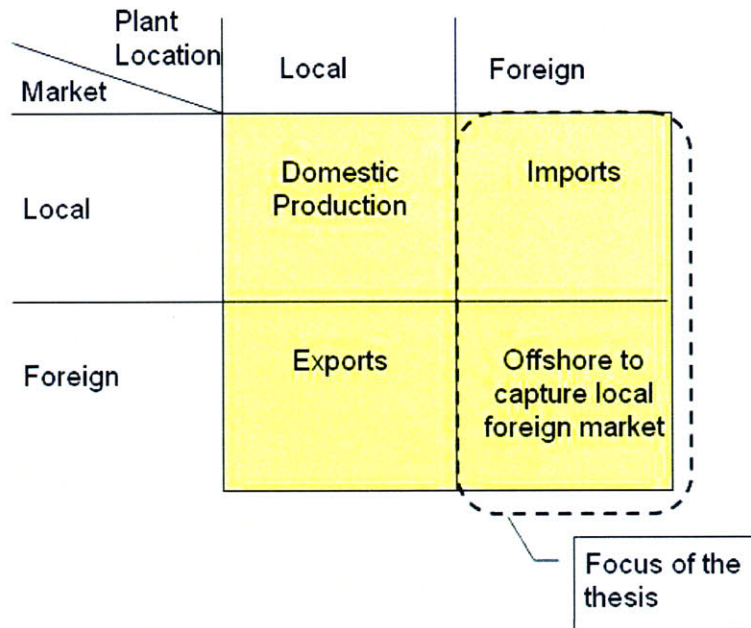 Plant
Location
Local
Foreign
Market
Local
Domestic
Production
Imports
Foreign
Exports
Offshore to
capture local
foreign market
Focus of the
thesis